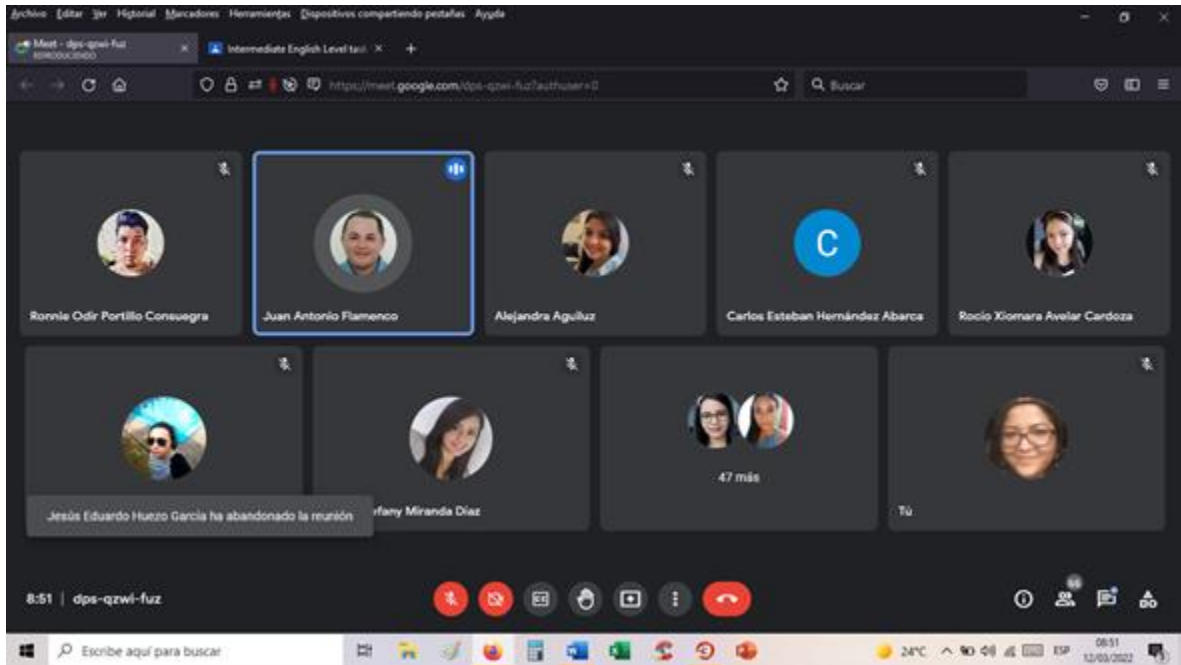 Archivo Editar Ver Historial Marcadores Herramientas Dispositivos compartiendo pestañas Ayuda
Meet - dps-qzwi-fuz
REPRODUCIENDO
Intermediate English Level
+
https://meet.google.com/dps-qzwi-fuz?authuser=0
Buscar
Ronnie Odir Portillo Consuegra
Juan Antonio Flamenco
Alejandra Aguiluz
C
Carlos Esteban Hernández Abarca
Rocio Xiomara Avelar Cardoza
47 más
Jesús Eduardo Huezo García ha abandonado la reunión
efany Miranda Díaz
Tú
8:51 | dps-qzwi-fuz
Escribe aquí para buscar
24°C
ESP
08:51
12/03/2022